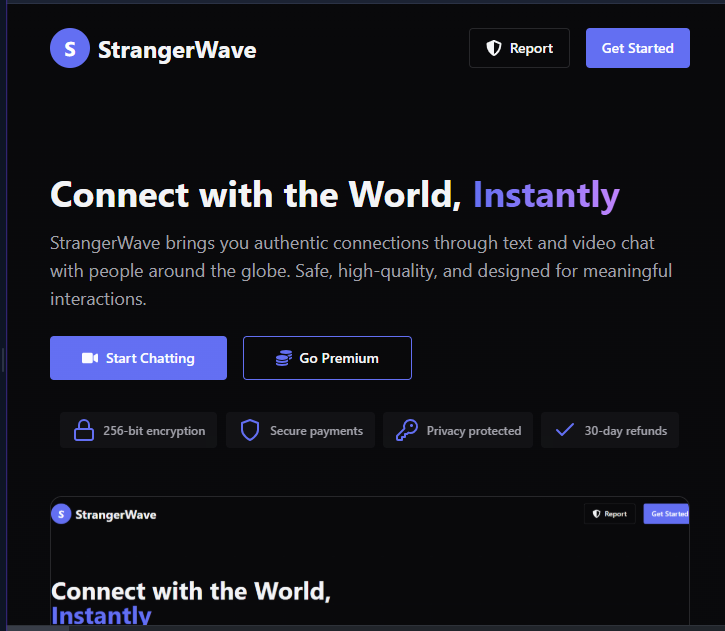 S StrangerWave
Report
Get Started
Connect with the World, Instantly
StrangerWave brings you authentic connections through text and video chat
with people around the globe. Safe, high-quality, and designed for meaningful
interactions.
Start Chatting
Go Premium
256-bit encryption
Secure payments
Privacy protected
30-day refunds
S StrangerWave
Report
Get Started
Connect with the World,
Instantly